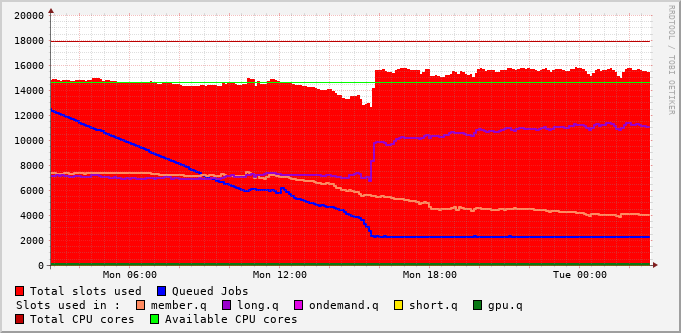 RRDTOOL / TOBI OETIKER
20000
18000
16000
14000
12000
10000
8000
6000
4000
2000
0
Mon 06:00 Mon 12:00 Mon 18:00 Tue 00:00
Total slots used Queued Jobs
Slots used in : member.q long.q ondemand.q short.q gpu.q
Total CPU cores Available CPU cores